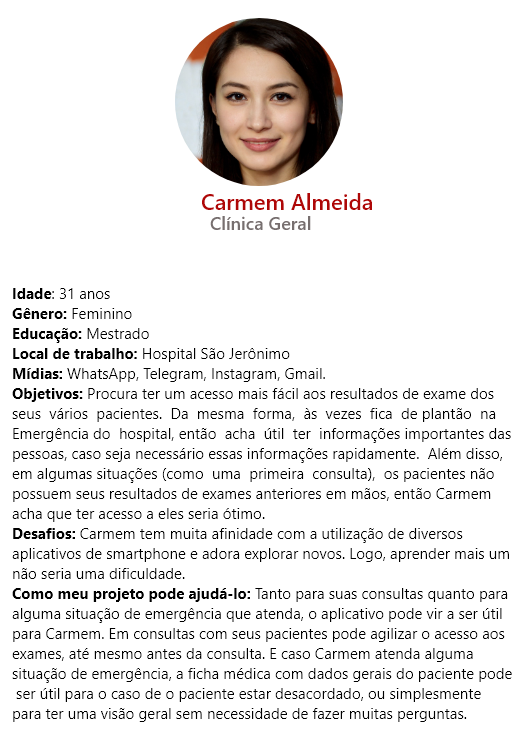 Carmem Almeida
Clínica Geral
Idade: 31 anos
Gênero: Feminino
Educação: Mestrado
Local de trabalho: Hospital São Jerônimo
Mídias: WhatsApp, Telegram, Instagram, Gmail.
Objetivos: Procura ter um acesso mais fácil aos resultados de exame dos
seus vários pacientes. Da mesma forma, às vezes fica de plantão na
Emergência do hospital, então acha útil ter informações importantes das
pessoas, caso seja necessário essas informações rapidamente. Além disso,
em algumas situações (como uma primeira consulta), os pacientes não
possuem seus resultados de exames anteriores em mãos, então Carmem
acha que ter acesso a eles seria ótimo.
Desafios: Carmem tem muita afinidade com a utilização de diversos
aplicativos de smartphone e adora explorar novos. Logo, aprender mais um
não seria uma dificuldade.
Como meu projeto pode ajudá-lo: Tanto para suas consultas quanto para
alguma situação de emergência que atenda, o aplicativo pode vir a ser útil
para Carmem. Em consultas com seus pacientes pode agilizar o acesso aos
exames, até mesmo antes da consulta. E caso Carmem atenda alguma
situação de emergência, a ficha médica com dados gerais do paciente pode
ser útil para o caso de o paciente estar desacordado, ou simplesmente
para ter uma visão geral sem necessidade de fazer muitas perguntas.